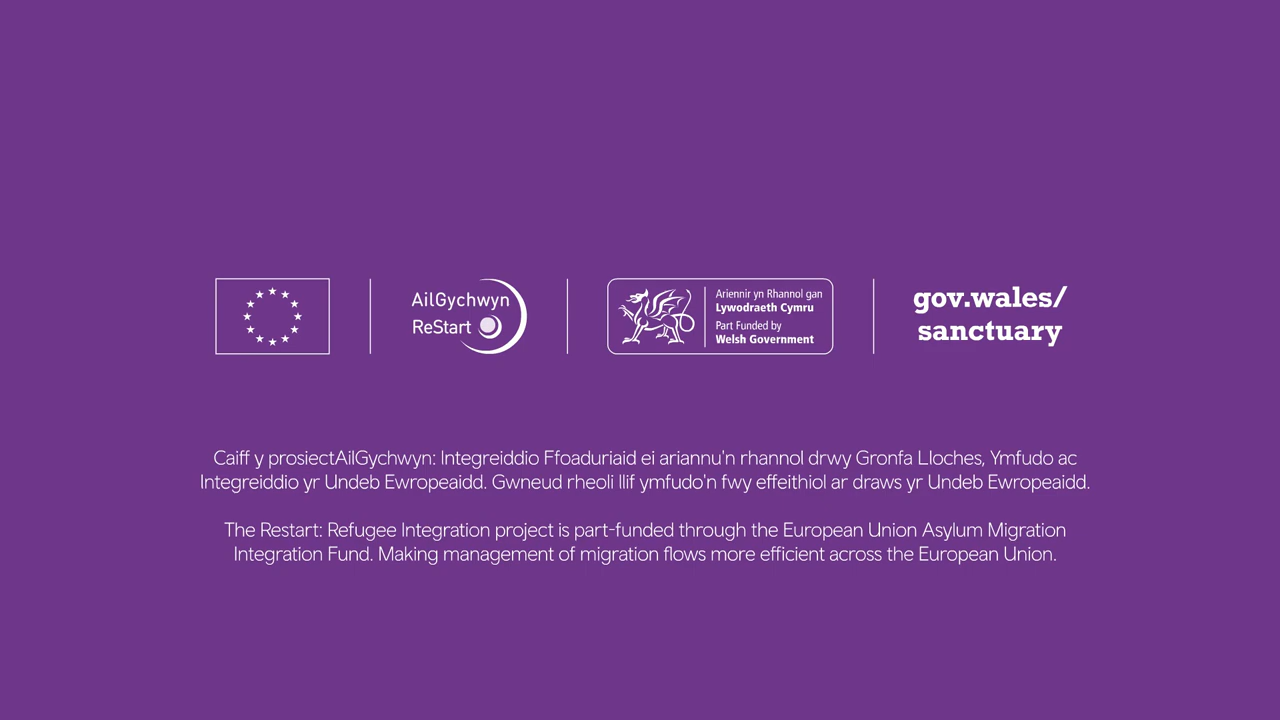 AilGychwyn
ReStart
Ariennir yn Rhannol gan
Lywodraeth Cymru
Part Funded by
Welsh Government
gov.wales/
sanctuary
Caiff y prosiectAilGychwyn: Integreiddio Ffoaduriaid ei ariannu'n rhannol drwy Gronfa Lloches, Ymfudo ac
Integreiddio yr Undeb Ewropeaidd. Gwneud rheoli llif ymfudo'n fwy effeithiol ar draws yr Undeb Ewropeaidd.
The Restart: Refugee Integration project is part-funded through the European Union Asylum Migration
Integration Fund. Making management of migration flows more efficient across the European Union.